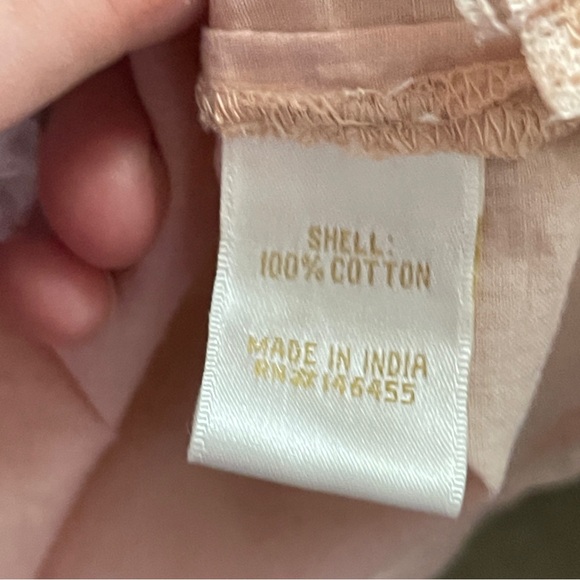 SHELL:
100% COTTON
MADE IN INDIA
RN# 146455